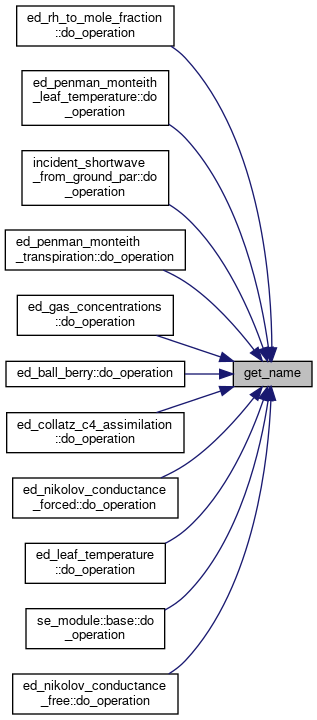 ed_rh_to_mole_fraction
::do_operation
ed_penman_monteith
_leaf_temperature::do
_operation
incident_shortwave
_from_ground_par::do
_operation
ed_penman_monteith
_transpiration::do_operation
ed_gas_concentrations
::do_operation
ed_ball_berry::do_operation
get_name
ed_collatz_c4_assimilation
::do_operation
ed_nikolov_conductance
_forced::do_operation
ed_leaf_temperature
::do_operation
se_module::base::do
_operation
ed_nikolov_conductance
_free::do_operation